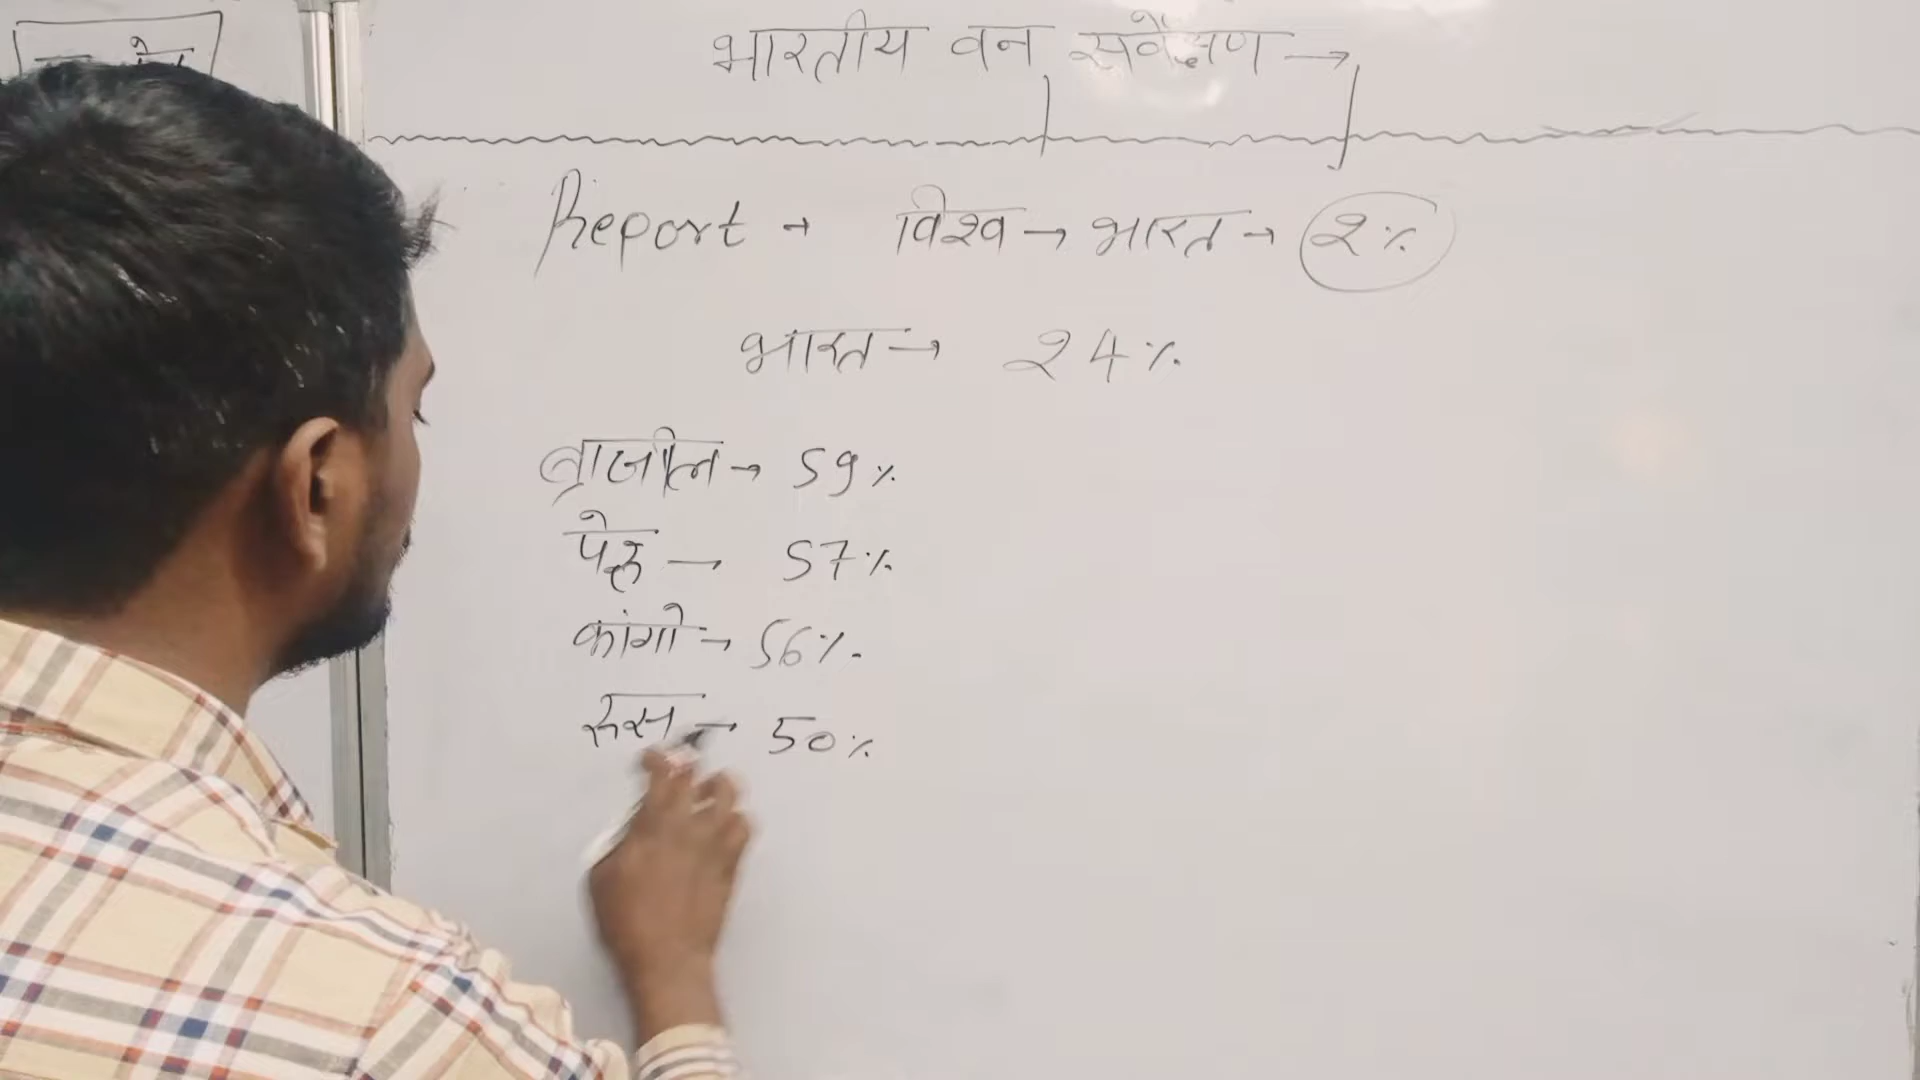 भारतीय वन सर्वेक्षण →
Report → विश्व → भारत → 2%
भारत → 24%
ब्राजील → 59%
पेरू → 57%
कांगो → 56%.
रूस → 50%